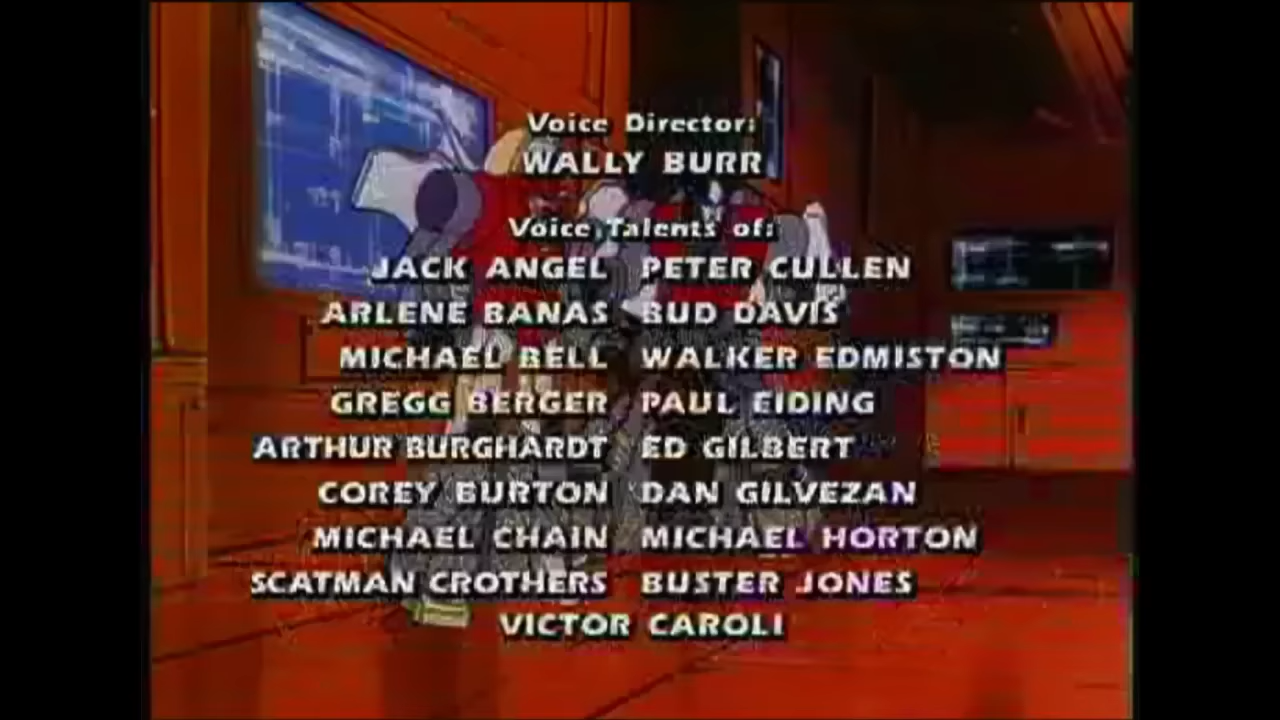 Voice Director:
WALLY BURR
Voice Talents of:
JACK ANGEL PETER CULLEN
ARLENE BANAS BUD DAVIS
MICHAEL BELL WALKER EDMISTON
GREGG BERGER PAUL EIDING
ARTHUR BURGHARDT ED GILBERT
COREY BURTON DAN GILVEZAN
MICHAEL CHAIN MICHAEL HORTON
SCATMAN CROTHERS BUSTER JONES
VICTOR CAROLI